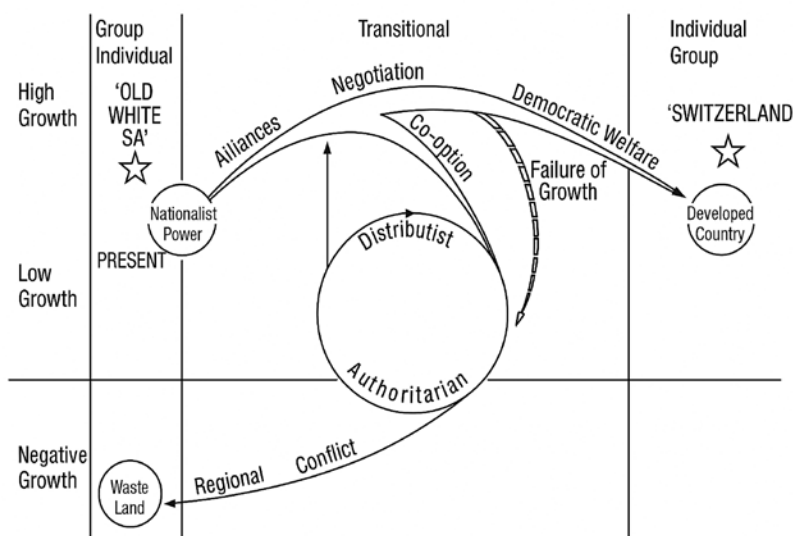 Group
Individual
Transitional
Individual
Group
High
Growth
'OLD
WHITE
SA'
Alliances
Negotiation
Democratic Welfare
Co-option
Failure of
Growth
'SWITZERLAND
Nationalist
Power
Developed
Country
PRESENT
Distributist
Low
Growth
Authoritarian
Negative
Growth
Waste
Land
Regional Conflict